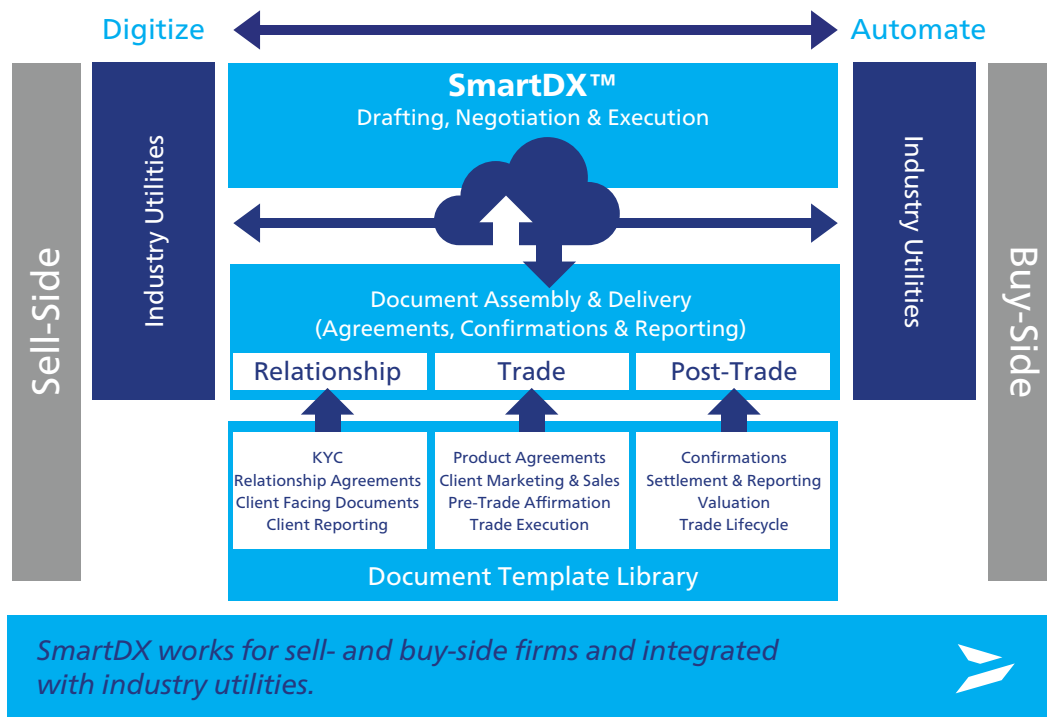 Digitize
Automate
Sell-Side
Industry Utilities
SmartDX™
Drafting, Negotiation & Execution
Industry Utilities
Buy-Side
Document Assembly & Delivery
(Agreements, Confirmations & Reporting)
Relationship
Trade
Post-Trade
KYC
Relationship Agreements
Client Facing Documents
Client Reporting
Product Agreements
Client Marketing & Sales
Pre-Trade Affirmation
Trade Execution
Confirmations
Settlement & Reporting
Valuation
Trade Lifecycle
Document Template Library
SmartDX works for sell- and buy-side firms and integrated
with industry utilities.